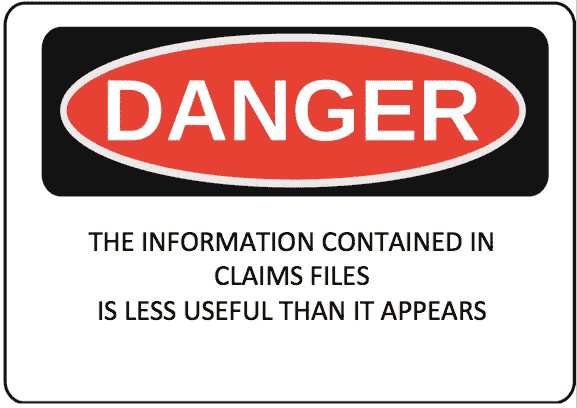 DANGER
THE INFORMATION CONTAINED IN
CLAIMS FILES
IS LESS USEFUL THAN IT APPEARS